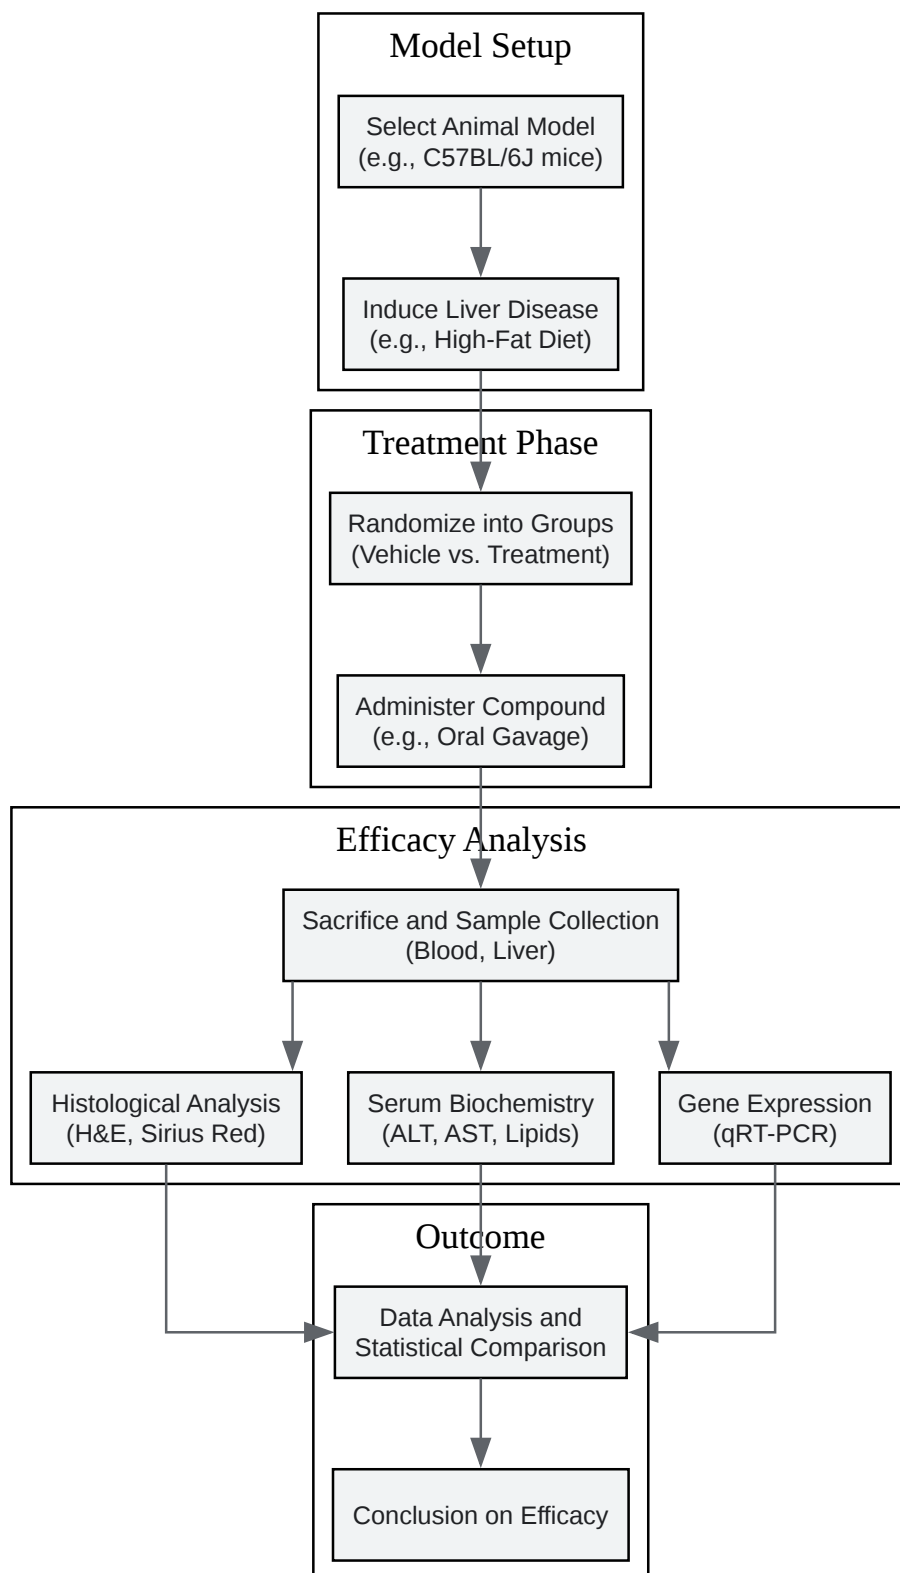 Model Setup
Select Animal Model
(e.g., C57BL/6J mice)
Induce Liver Disease
(e.g., High-Fat Diet)
Treatment Phase
Randomize into Groups
(Vehicle vs. Treatment)
Administer Compound
(e.g., Oral Gavage)
Efficacy Analysis
Sacrifice and Sample Collection
(Blood, Liver)
Histological Analysis
(H&E, Sirius Red)
Serum Biochemistry
(ALT, AST, Lipids)
Gene Expression
(qRT-PCR)
Outcome
Data Analysis and
Statistical Comparison
Conclusion on Efficacy